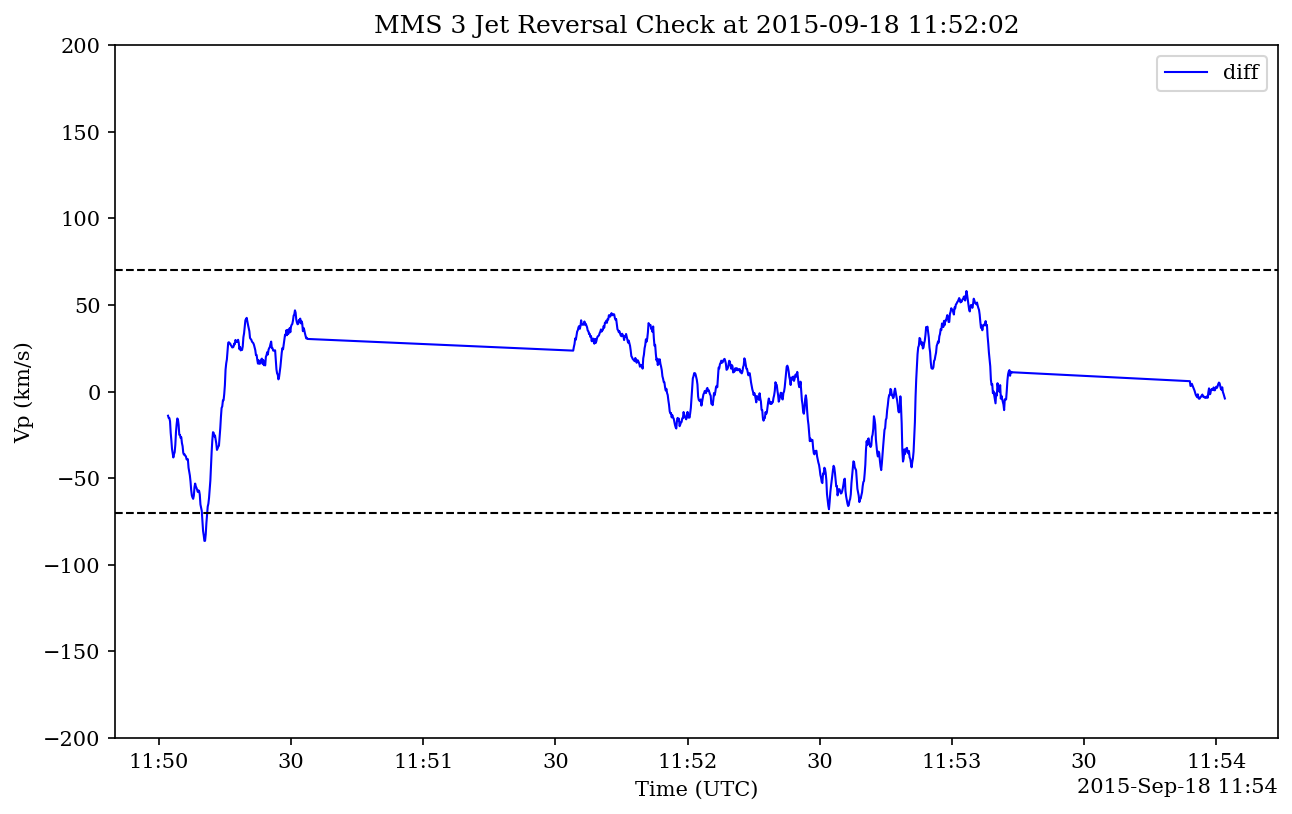 MMS 3 Jet Reversal Check at 2015-09-18 11:52:02
diff
200
150
100
50
0
−50
−100
−150
−200
Vp (km/s)
11:50 30 11:51 30 11:52 30 11:53 30 11:54
Time (UTC)
2015-Sep-18 11:54